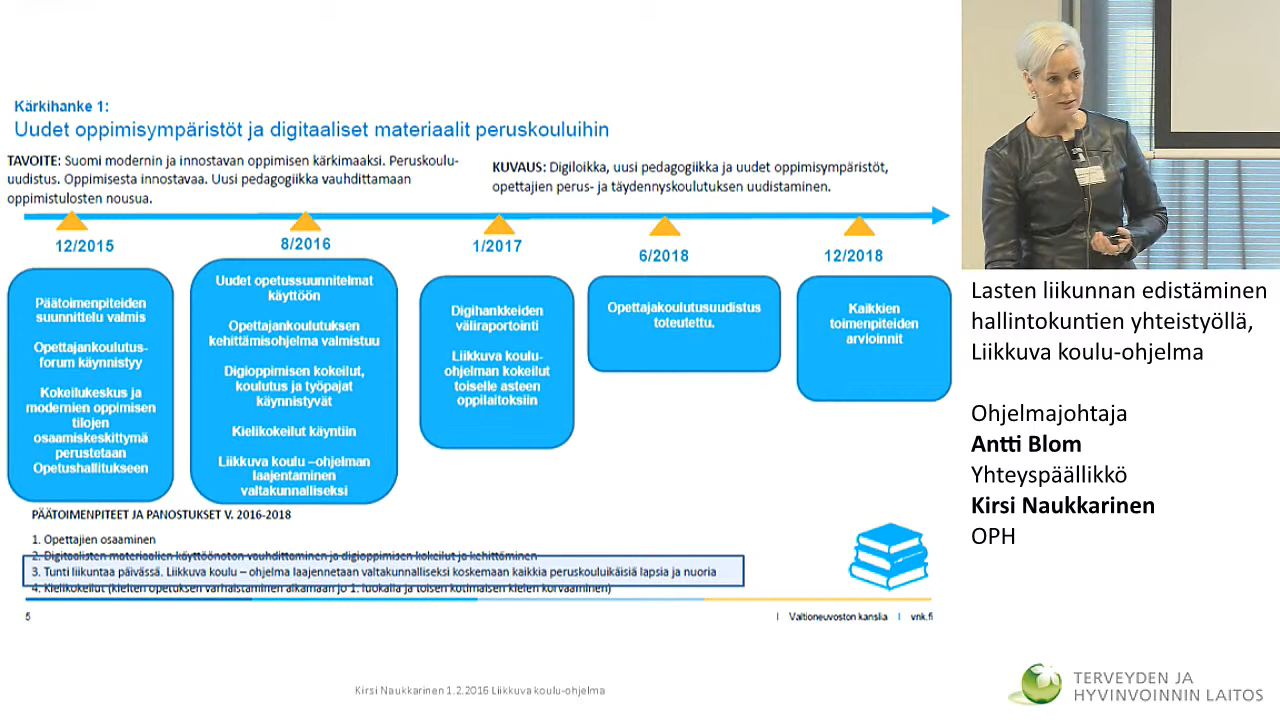 Kärkihanke 1:
Uudet oppimisympäristöt ja digitaaliset materiaalit peruskouluihin
TAVOITE: Suomi modernin ja innostavan oppimisen kärkimaaksi. Peruskoulu-
uudistus. Oppimisesta innostavaa. Uusi pedagogiikka vauhdittamaan
oppimistulosten nousua.
KUVAUS: Digiloikka, uusi pedagogiikka ja uudet oppimisympäristöt,
opettajien perus- ja täydennyskoulutuksen uudistaminen.
12/2015
8/2016
1/2017
6/2018
12/2018
Päätoimenpiteiden
suunnittelu valmis
Opettajankoulutus-
forum käynnistyy
Kokeilukeskus ja
modernien oppimisen
tilojen
osaamiskeskittymä
perustetaan
Opetushallitukseen
Uudet opetussuunnitelmat
käyttöön
Opettajankoulutuksen
kehittämisohjelma valmistuu
Digioppimisen kokeilut,
koulutus ja työpajat
käynnistyvät
Kielikokeilut käyntiin
Liikkuva koulu –ohjelman
laajentaminen
valtakunnalliseksi
Digihankkeiden
väliraportointi
Liikkuva koulu-
ohjelman kokeilut
toiselle asteen
oppilaitoksiin
Opettajakoulutusuudistus
toteutettu.
Kaikkien
toimenpiteiden
arvioinnit
PÄÄTOIMENPITEET JA PANOSTUKSET V. 2016-2018
1. Opettajien osaaminen
2. Digitaalisten materiaalien käyttöönoton vauhdittaminen ja digioppimisen kokeilut ja kehittäminen
3. Tunti liikuntaa päivässä. Liikkuva koulu – ohjelma laajennetaan valtakunnalliseksi koskemaan kaikkia peruskouluikäisiä lapsia ja nuoria
4. Kielikokeilut (kielten opetuksen varhaistaminen alkamaan jo 1. luokalla ja toisen kotimaisen kielen korvaaminen)
5
Valtioneuvoston kanslia
vnk.fi
Kirsi Naukkarinen 1.2.2016 Liikkuva koulu-ohjelma
Lasten liikunnan edistäminen
hallintokuntien yhteistyöllä,
Liikkuva koulu-ohjelma
Ohjelmajohtaja
Antti Blom
Yhteyspäällikkö
Kirsi Naukkarinen
OPH
TERVEYDEN JA
HYVINVOINNIN LAITOS